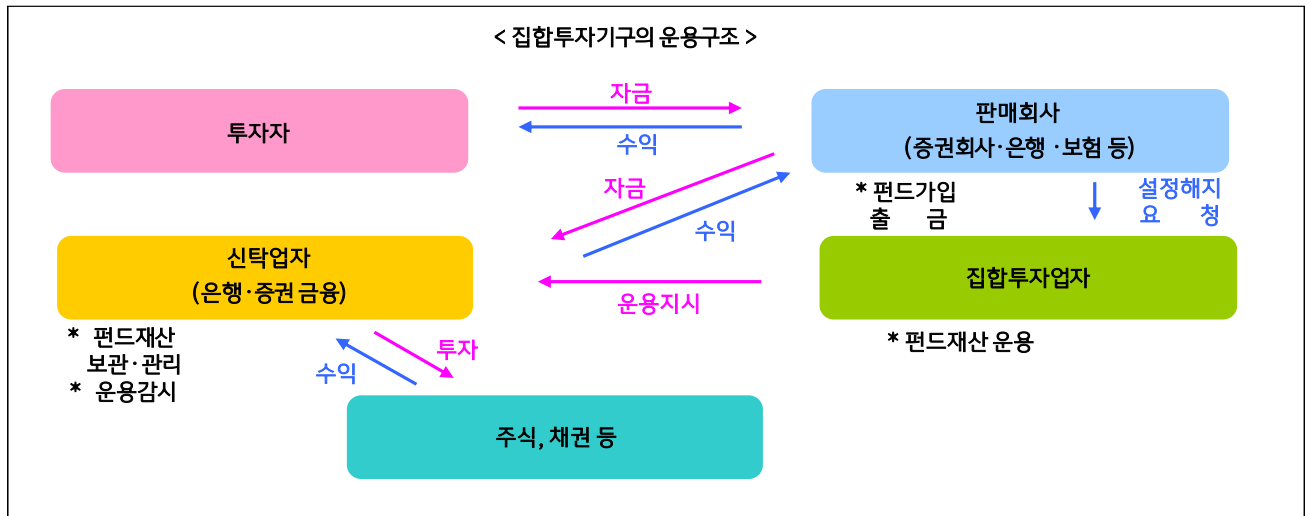 < 집합투자기구의 운용구조 >
자금
투자자
수익
판매회사
(증권회사·은행 ·보험 등)
자금
수익
* 펀드가입
출 금
설정해지
요 청
신탁업자
(은행·증권 금융)
운용지시
집합투자업자
* 펀드재산
보관·관리
* 운용감시
* 펀드재산 운용
투자
수익
주식, 채권 등